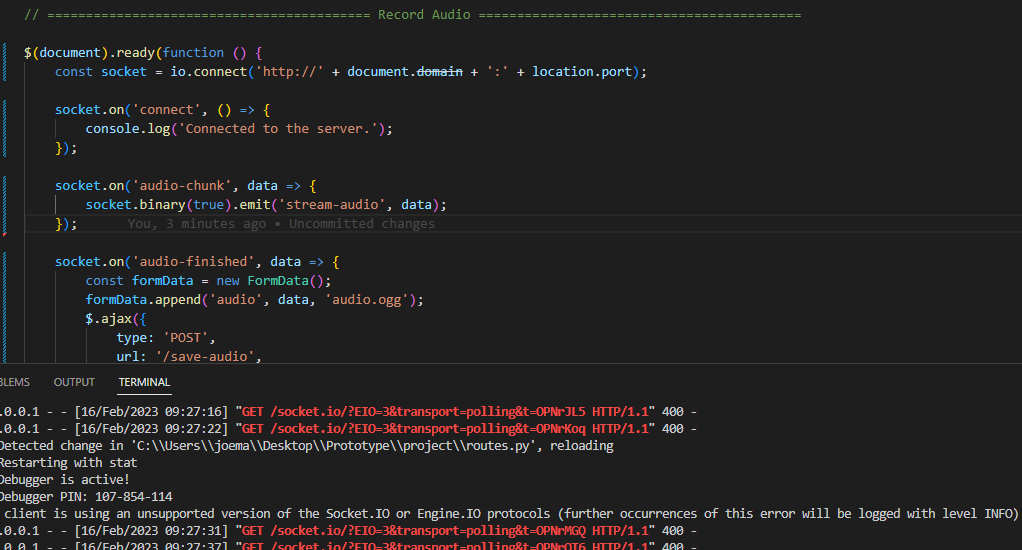 // ========================================== Record Audio ==========================================
$(document).ready(function () {
const socket = io.connect('http://' + document.domain + ':' + location.port);
socket.on('connect', () => {
console.log('Connected to the server.');
});
socket.on('audio-chunk', data => {
socket.binary(true).emit('stream-audio', data);
});    You, 3 minutes ago • Uncommitted changes
socket.on('audio-finished', data => {
const formData = new FormData();
formData.append('audio', data, 'audio.ogg');
$.ajax({
type: 'POST',
url: '/save-audio',
BLEMS OUTPUT TERMINAL
.0.0.1 - - [16/Feb/2023 09:27:16] "GET /socket.io/?EIO=3&transport=polling&t=OPNrJL5 HTTP/1.1" 400 -
.0.0.1 - - [16/Feb/2023 09:27:22] "GET /socket.io/?EIO=3&transport=polling&t=OPNrKoq HTTP/1.1" 400 -
Detected change in 'C:\\Users\\joema\\Desktop\\Prototype\\project\\routes.py', reloading
Restarting with stat
Debugger is active!
Debugger PIN: 107-854-114
client is using an unsupported version of the Socket.IO or Engine.IO protocols (further occurrences of this error will be logged with level INFO)
.0.0.1 - - [16/Feb/2023 09:27:31] "GET /socket.io/?EIO=3&transport=polling&t=OPNrMGQ HTTP/1.1" 400 -
.0.0.1 - - [16/Feb/2023 09:27:37] "GET /socket.io/?EIO=3&transport=polling&t=OPNrOT6 HTTP/1.1" 400 -